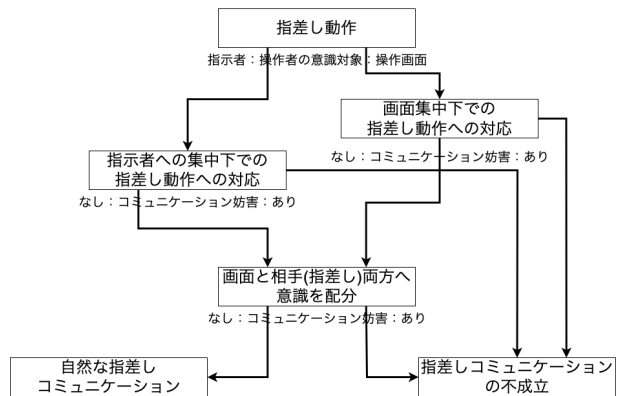 指差し動作
指示者：操作者の意識対象：操作画面
画面集中下での
指差し動作への対応
なし：コミュニケーション妨害：あり
指示者への集中下での
指差し動作への対応
なし：コミュニケーション妨害：あり
画面と相手(指差し)両方へ
意識を配分
なし：コミュニケーション妨害：あり
自然な指差し
コミュニケーション
指差しコミュニケーション
の不成立